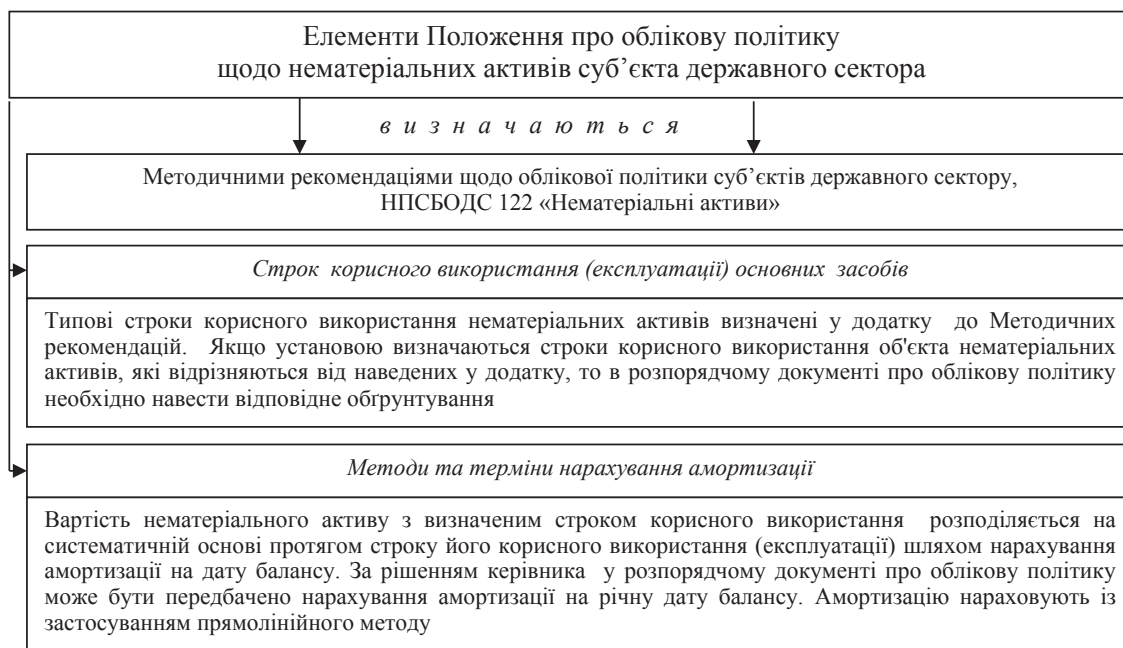 Елементи Положення про облікову політику
щодо нематеріальних активів суб’єкта державного сектора
в и з н а ч а ю т ь с я
Методичними рекомендаціями щодо облікової політики суб’єктів державного сектору,
НПСБОДС 122 «Нематеріальні активи»
Строк корисного використання (експлуатації) основних засобів
Типові строки корисного використання нематеріальних активів визначені у додатку до Методичних
рекомендацій. Якщо установою визначаються строки корисного використання об'єкта нематеріальних
активів, які відрізняються від наведених у додатку, то в розпорядчому документі про облікову політику
необхідно навести відповідне обґрунтування
Методи та терміни нарахування амортизації
Вартість нематеріального активу з визначеним строком корисного використання розподіляється на
систематичній основі протягом строку його корисного використання (експлуатації) шляхом нарахування
амортизації на дату балансу. За рішенням керівника у розпорядчому документі про облікову політику
може бути передбачено нарахування амортизації на річну дату балансу. Амортизацію нараховують із
застосуванням прямолінійного методу